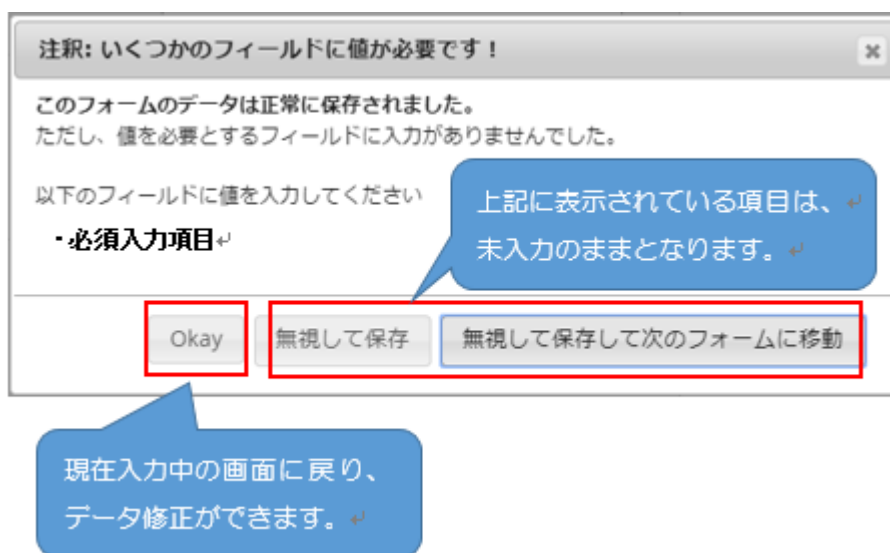 注釈: いくつかのフィールドに値が必要です!
このフォームのデータは正常に保存されました。
ただし、値を必要とするフィールドに入力がありませんでした。
以下のフィールドに値を入力してください
・必須入力項目↵
上記に表示されている項目は、↵
未入力のままとなります。↵
Okay
無視して保存
無視して保存して次のフォームに移動
現在入力中の画面に戻り、
データ修正ができます。↵